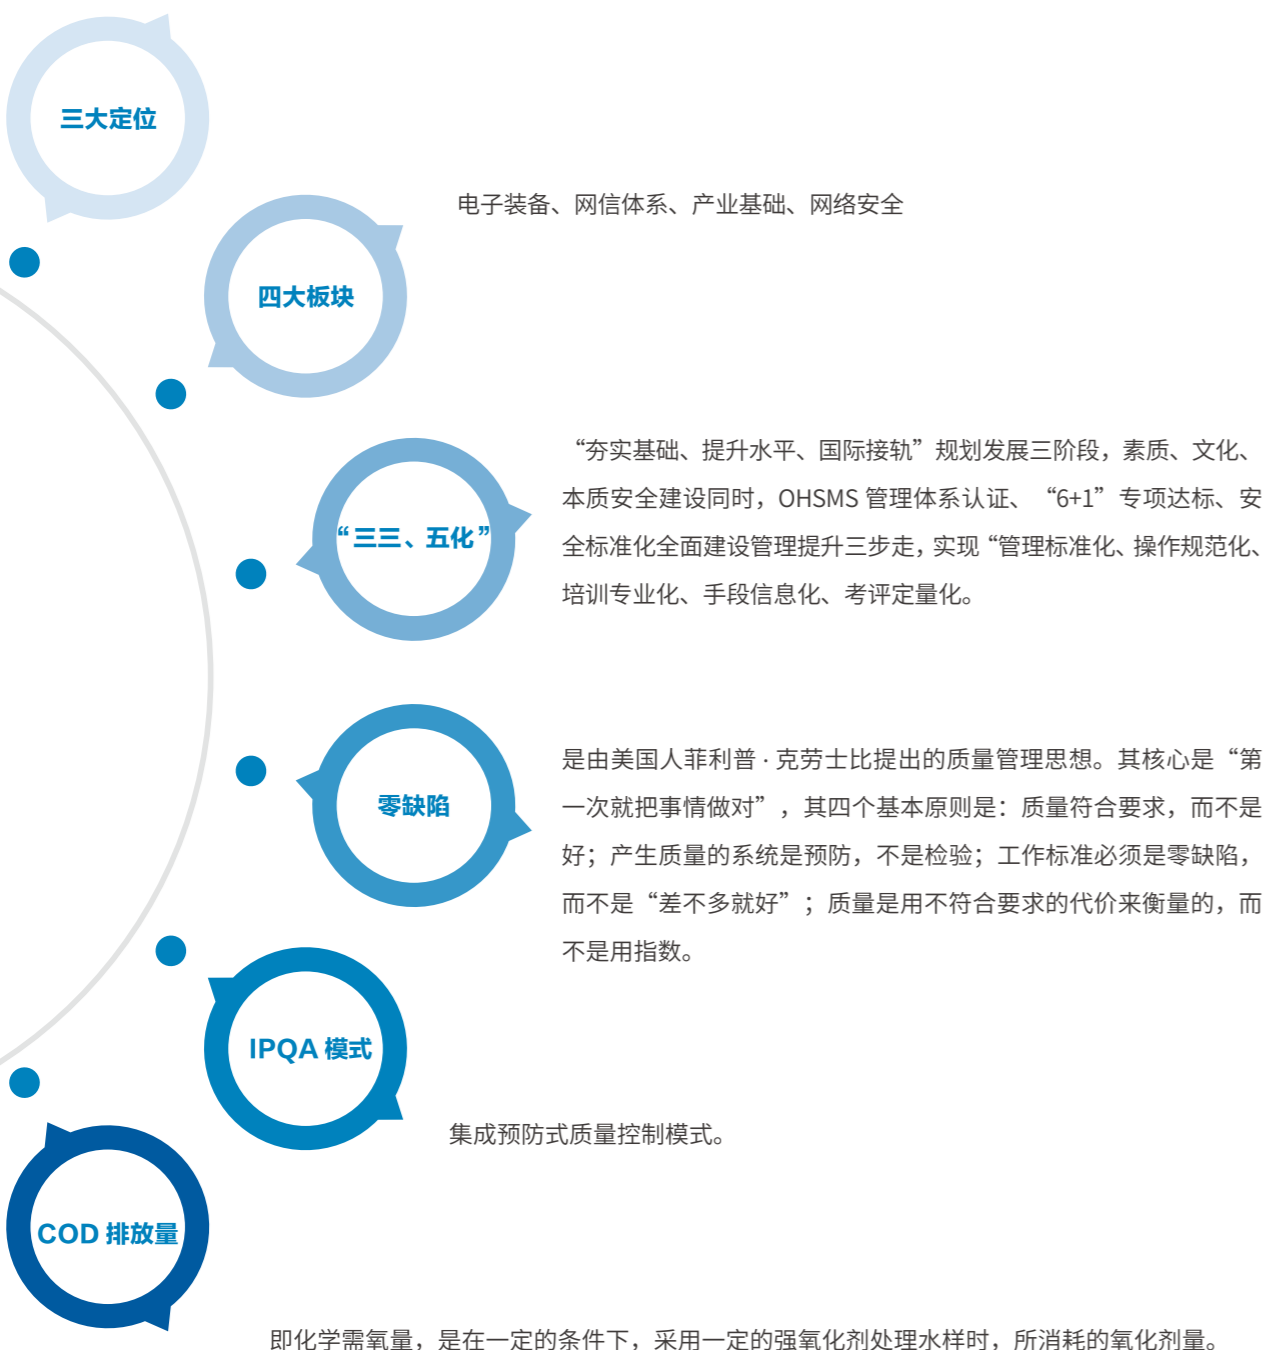 三大定位
电子装备、网信体系、产业基础、网络安全
四大板块
“夯实基础、提升水平、国际接轨”规划发展三阶段，素质、文化、
本质安全建设同时，OHSMS 管理体系认证、“6+1”专项达标、安
全标准化全面建设管理提升三步走，实现“管理标准化、操作规范化、
培训专业化、手段信息化、考评定量化。
“三三、五化”
是由美国人菲利普·克劳士比提出的质量管理思想。其核心是“第
一次就把事情做对”，其四个基本原则是：质量符合要求，而不是
好；产生质量的系统是预防，不是检验；工作标准必须是零缺陷，
而不是“差不多就好”；质量是用不符合要求的代价来衡量的，而
不是用指数。
零缺陷
IPQA 模式
集成预防式质量控制模式。
COD 排放量
即化学需氧量，是在一定的条件下，采用一定的强氧化剂处理水样时，所消耗的氧化剂量。